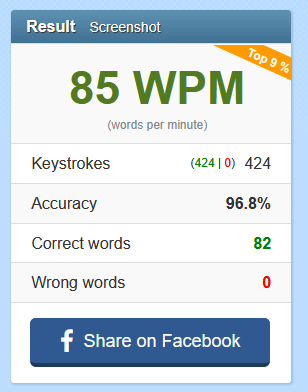 Result Screenshot
Top 9 %
85 WPM
(words per minute)
Keystrokes (424 | 0) 424
Accuracy 96.8%
Correct words 82
Wrong words 0
f Share on Facebook